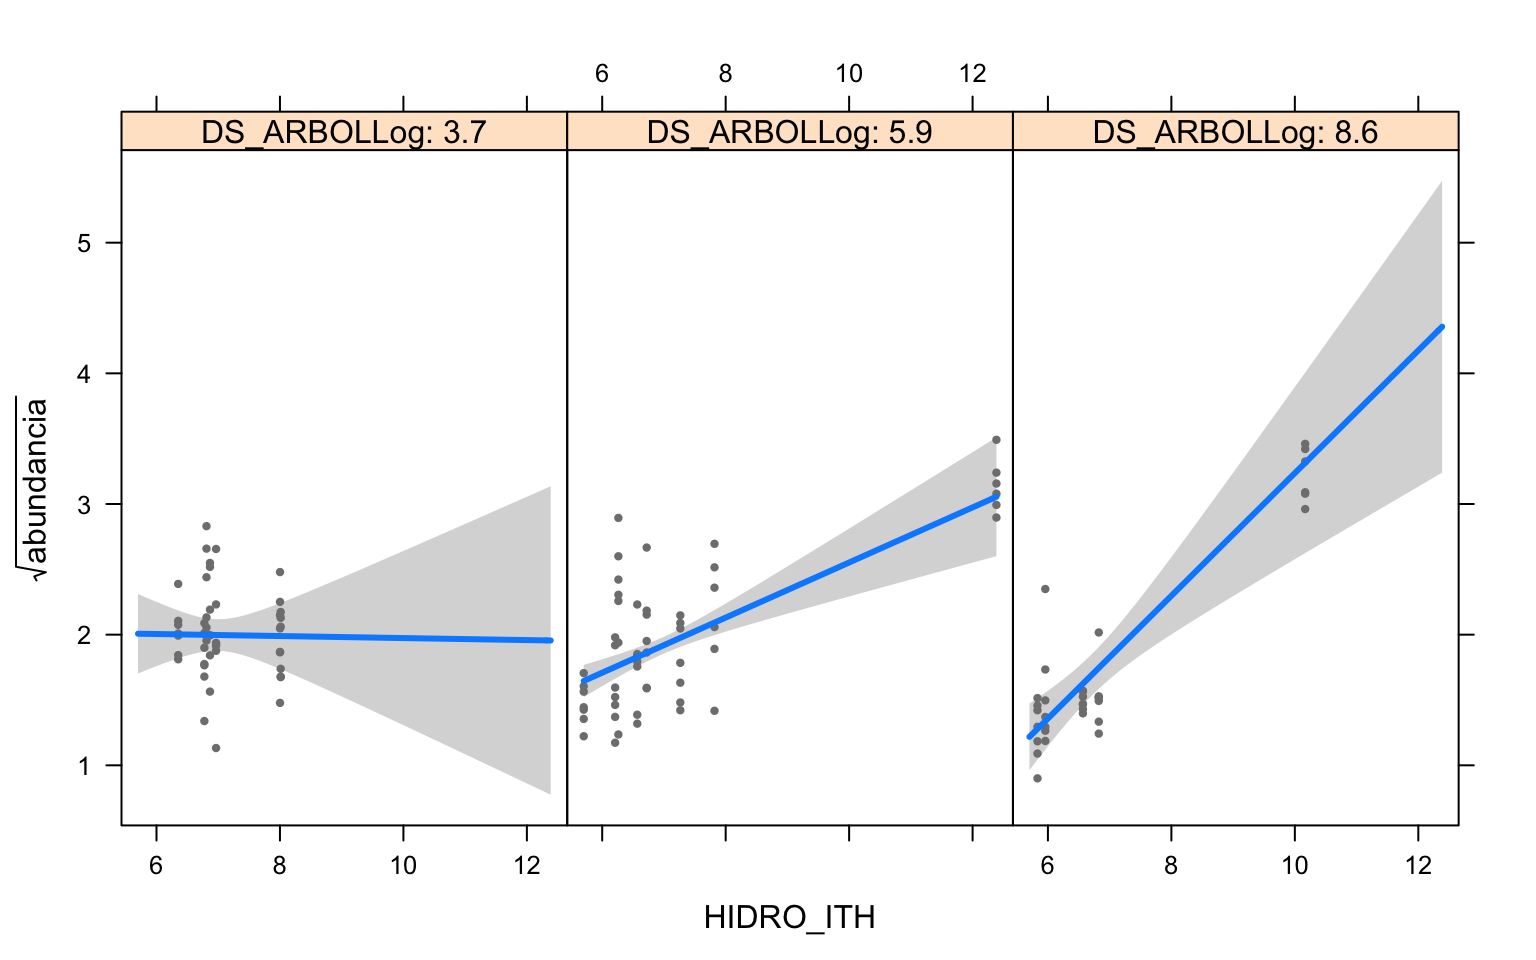 6 8 10 12
DS_ARBOLLog: 3.7 DS_ARBOLLog: 5.9 DS_ARBOLLog: 8.6
5
4
3
2
1
√abundancia
6 8 10 12 6 8 10 12
HIDRO_ITH